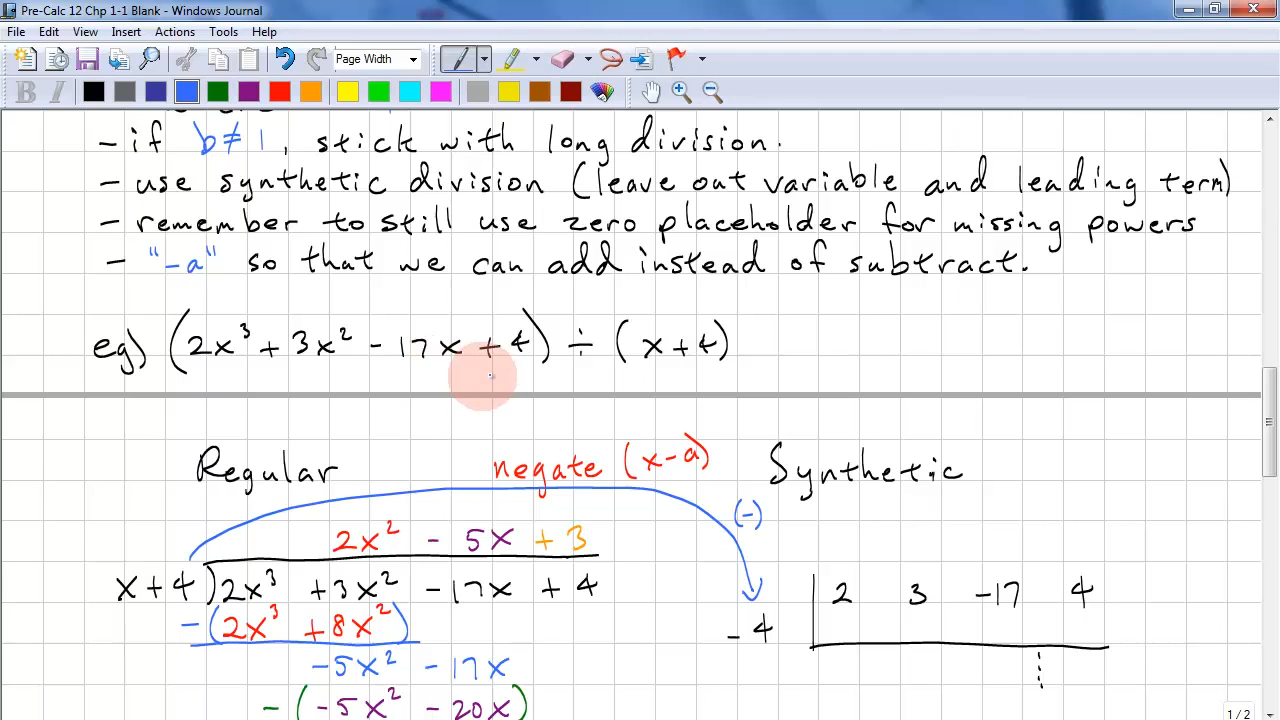 Pre-Calc 12 Chp 1-1 Blank - Windows Journal
File Edit View Insert Actions Tools Help
Page Width
B I
- if b≠1, stick with long division.
- use synthetic division (leave out variable and leading term)
- remember to still use zero placeholder for missing powers
- "-a" so that we can add instead of subtract.
eg) (2x³ + 3x² - 17x + 4) ÷ (x + 4)
Regular negate (x-a) Synthetic
(-)
2x² - 5x + 3
x+4)2x³ +3x² -17x +4
2 3 -17 4
-(2x³ +8x²)
-4
-5x² -17x
-(-5x² -20x)
1/2